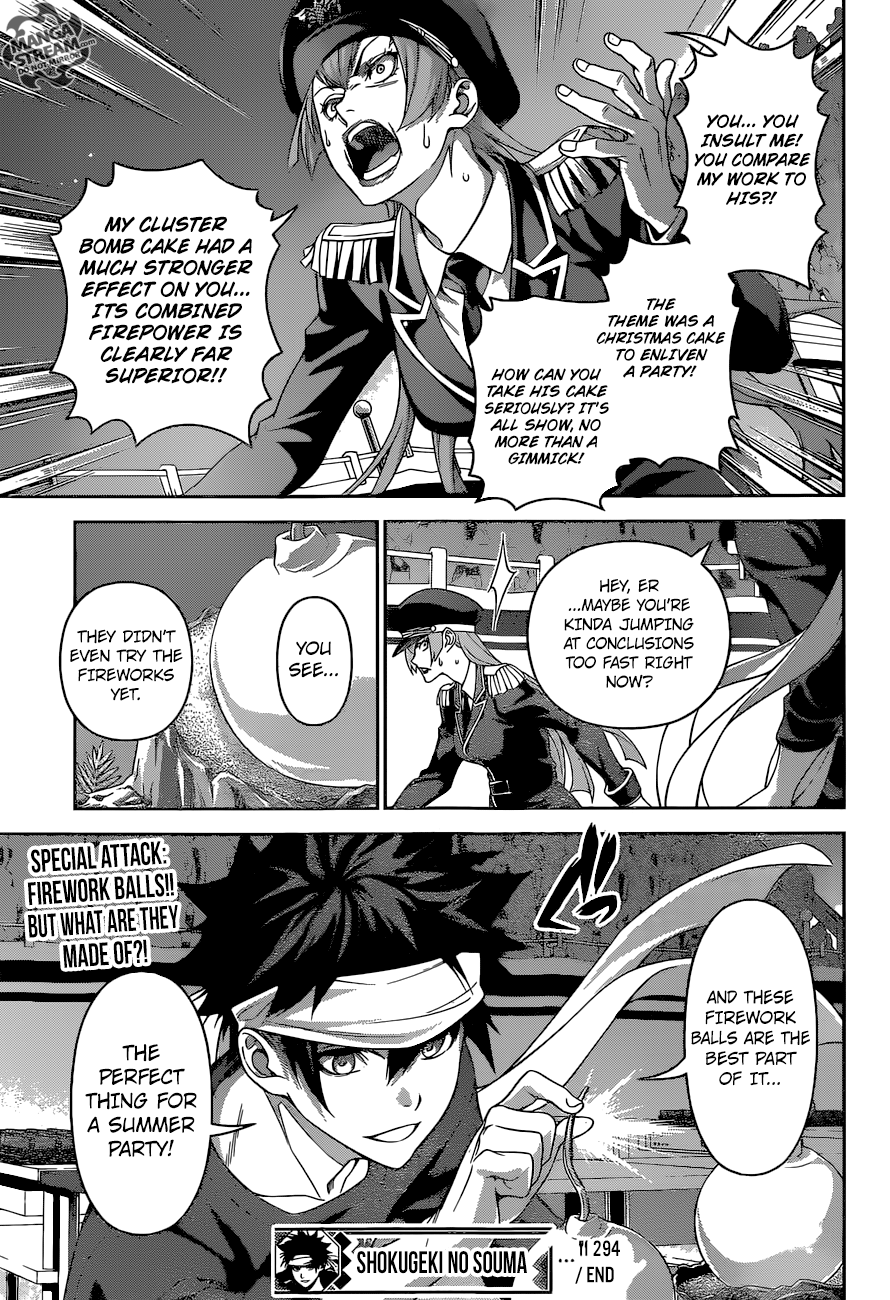 MANGA
STREAM
YOU... YOU
INSULT ME!
YOU COMPARE
MY WORK TO
HIS?!
THE
THEME WAS A
CHRISTMAS CAKE
TO ENLIVEN
A PARTY!
HOW CAN YOU
TAKE HIS CAKE
SERIOUSLY? IT'S
ALL SHOW, NO
MORE THAN A
GIMMICK!
MY CLUSTER
BOMB CAKE HAD A
MUCH STRONGER
EFFECT ON YOU...
ITS COMBINED
FIREPOWER IS
CLEARLY FAR
SUPERIOR!!
HEY, ER
...MAYBE YOU'RE
KINDA JUMPING
AT CONCLUSIONS
TOO FAST RIGHT
NOW?
YOU
SEE...
THEY DIDN'T
EVEN TRY THE
FIREWORKS
YET.
AND THESE
FIREWORK
BALLS ARE THE
BEST PART
OF IT...
THE
PERFECT
THING FOR
A SUMMER
PARTY!
SPECIAL ATTACK:
FIREWORK BALLS!!
BUT WHAT ARE THEY
MADE OF?!
SHOKUGEKI NO SOUMA
294
/ END